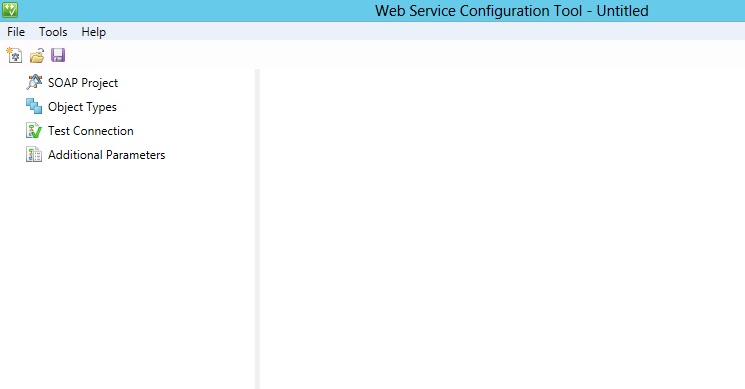 Web Service Configuration Tool - Untitled
File Tools Help
SOAP Project
Object Types
Test Connection
Additional Parameters